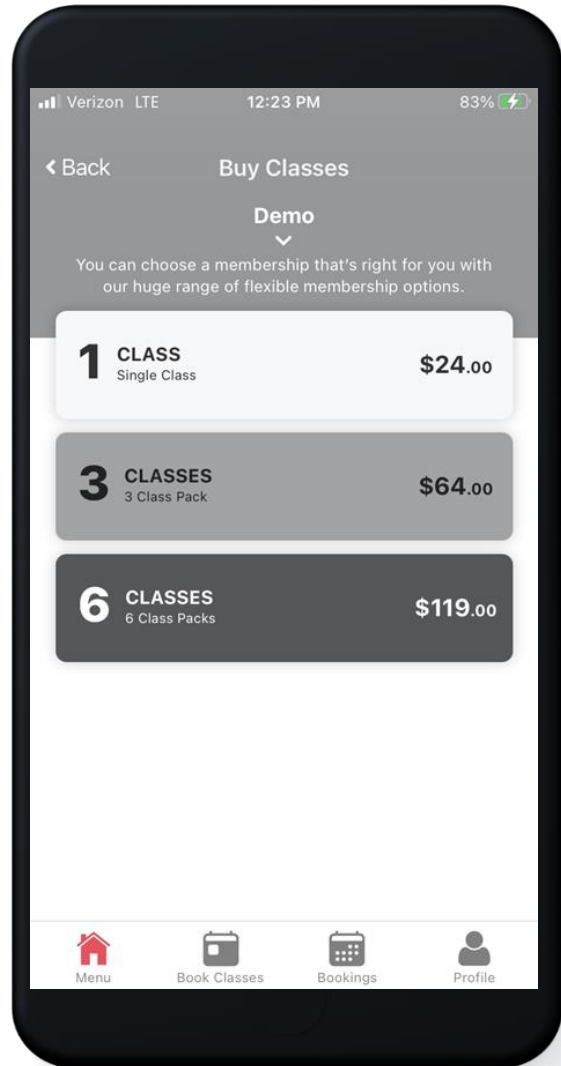 Verizon LTE 12:23 PM 83%
Back Buy Classes
Demo
You can choose a membership that's right for you with
our huge range of flexible membership options.
1 CLASS
Single Class
$24.00
3 CLASSES
3 Class Pack
$64.00
6 CLASSES
6 Class Packs
$119.00
Menu Book Classes Bookings Profile